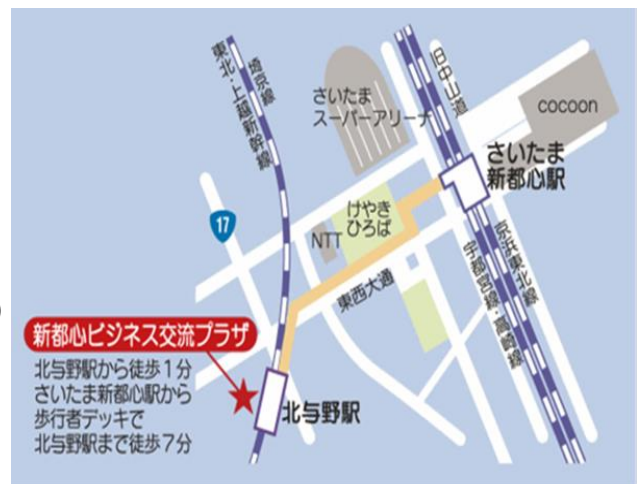 埼京線
東北・上越新幹線
さいたま
スーパーアリーナ
旧中山道
cocoon
さいたま
新都心駅
けやき
ひろば
NTT
17
東西大通
京浜東北線
宇都宮線・高崎線
新都心ビジネス交流プラザ
北与野駅から徒歩1分
さいたま新都心駅から
歩行者デッキで
北与野駅まで徒歩7分
北与野駅